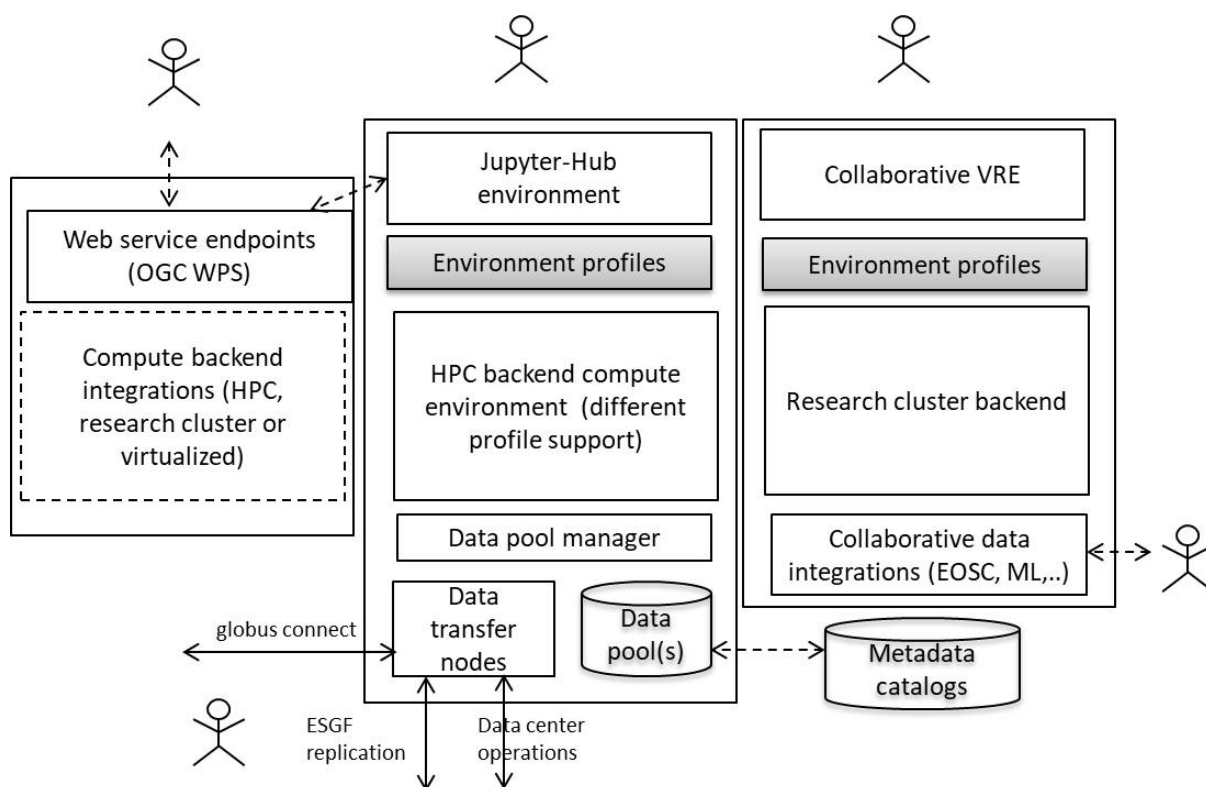 Web service endpoints
(OGC WPS)
Compute backend
integrations (HPC,
research cluster or
virtualized)
Jupyter-Hub
environment
Environment profiles
HPC backend compute
environment (different
profile support)
Data pool manager
Data
transfer
nodes
Data
pool(s)
globus connect
ESGF
replication
Data center
operations
Collaborative VRE
Environment profiles
Research cluster backend
Collaborative data
integrations (EOSC, ML,..)
Metadata
catalogs